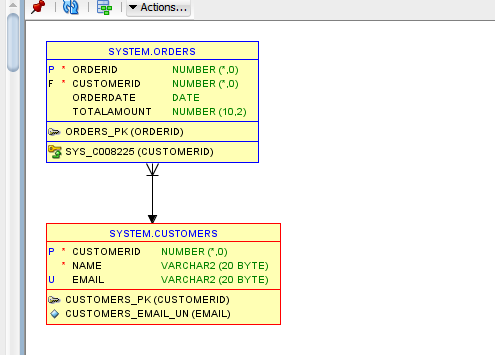 Actions...
SYSTEM.ORDERS
P * ORDERID NUMBER (*,0)
F * CUSTOMERID NUMBER (*,0)
ORDERDATE DATE
TOTALAMOUNT NUMBER (10,2)
ORDERS_PK (ORDERID)
SYS_C008225 (CUSTOMERID)
SYSTEM.CUSTOMERS
P * CUSTOMERID NUMBER (*,0)
* NAME VARCHAR2 (20 BYTE)
U EMAIL VARCHAR2 (20 BYTE)
CUSTOMERS_PK (CUSTOMERID)
CUSTOMERS_EMAIL_UN (EMAIL)